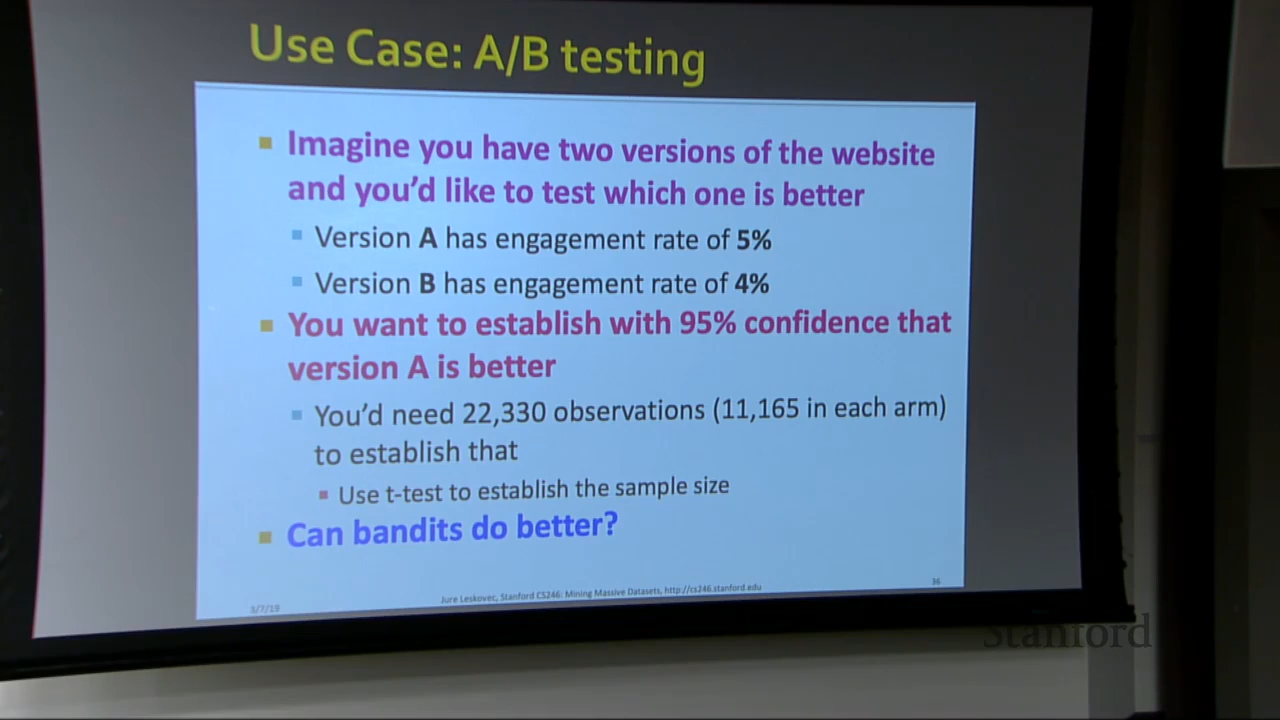 Use Case: A/B testing
Imagine you have two versions of the website
and you'd like to test which one is better
Version A has engagement rate of 5%
Version B has engagement rate of 4%
You want to establish with 95% confidence that
version A is better
You'd need 22,330 observations (11,165 in each arm)
to establish that
Use t-test to establish the sample size
Can bandits do better?
5/7/19
Jure Leskovec, Stanford CS246: Mining Massive Datasets, http://cs246.stanford.edu
36
Stanford